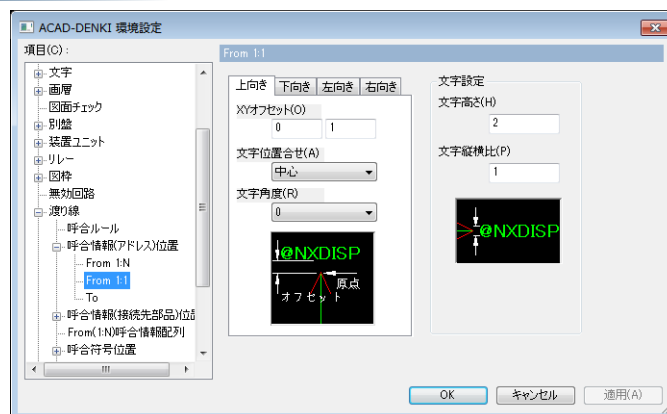 ACAD-DENKI 環境設定
項目(C):
文字
画層
図面チェック
別盤
装置ユニット
リレー
図枠
無効回路
渡り線
呼合ルール
呼合情報(アドレス)位置
From 1:N
From 1:1
To
呼合情報(接続先部品)位
From(1:N)呼合情報配列
呼合符号位置
From 1:1
上向き 下向き 左向き 右向き
XYオフセット(O)
0 1
文字位置合せ(A)
中心
文字角度(R)
0
@NXDISP
原点
オフセット
文字設定
文字高さ(H)
2
文字縦横比(P)
1
@NXDISP
OK キャンセル 適用(A)